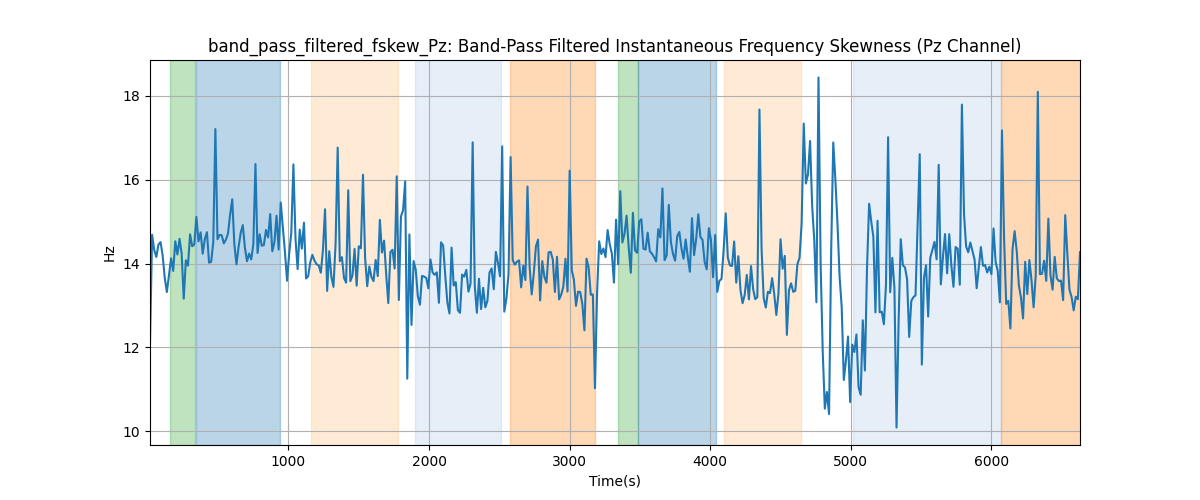 band_pass_filtered_fskew_Pz: Band-Pass Filtered Instantaneous Frequency Skewness (Pz Channel)
18
16
14
12
10
Hz
1000 2000 3000 4000 5000 6000
Time(s)